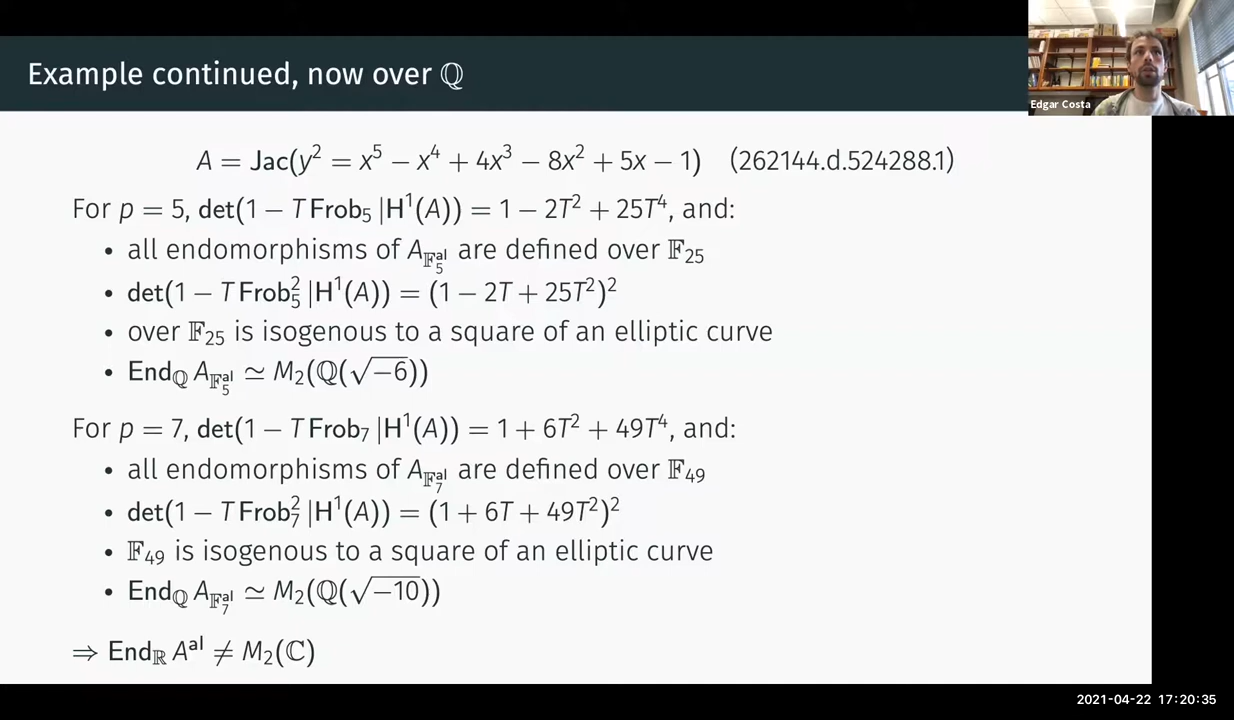 Example continued, now over ℚ
Edgar Costa
A = Jac(y² = x⁵ − x⁴ + 4x³ − 8x² + 5x − 1) (262144.d.524288.1)
For p = 5, det(1 − T Frob₅ |H¹(A)) = 1 − 2T² + 25T⁴, and:
• all endomorphisms of A_{𝔽₅^al} are defined over 𝔽₂₅
• det(1 − T Frob₅² |H¹(A)) = (1 − 2T + 25T²)²
• over 𝔽₂₅ is isogenous to a square of an elliptic curve
• End_ℚ A_{𝔽₅^al} ≃ M₂(ℚ(√−6))
For p = 7, det(1 − T Frob₇ |H¹(A)) = 1 + 6T² + 49T⁴, and:
• all endomorphisms of A_{𝔽₇^al} are defined over 𝔽₄₉
• det(1 − T Frob₇² |H¹(A)) = (1 + 6T + 49T²)²
• 𝔽₄₉ is isogenous to a square of an elliptic curve
• End_ℚ A_{𝔽₇^al} ≃ M₂(ℚ(√−10))
⇒ End_ℝ A^al ≠ M₂(ℂ)
2021-04-22 17:20:35